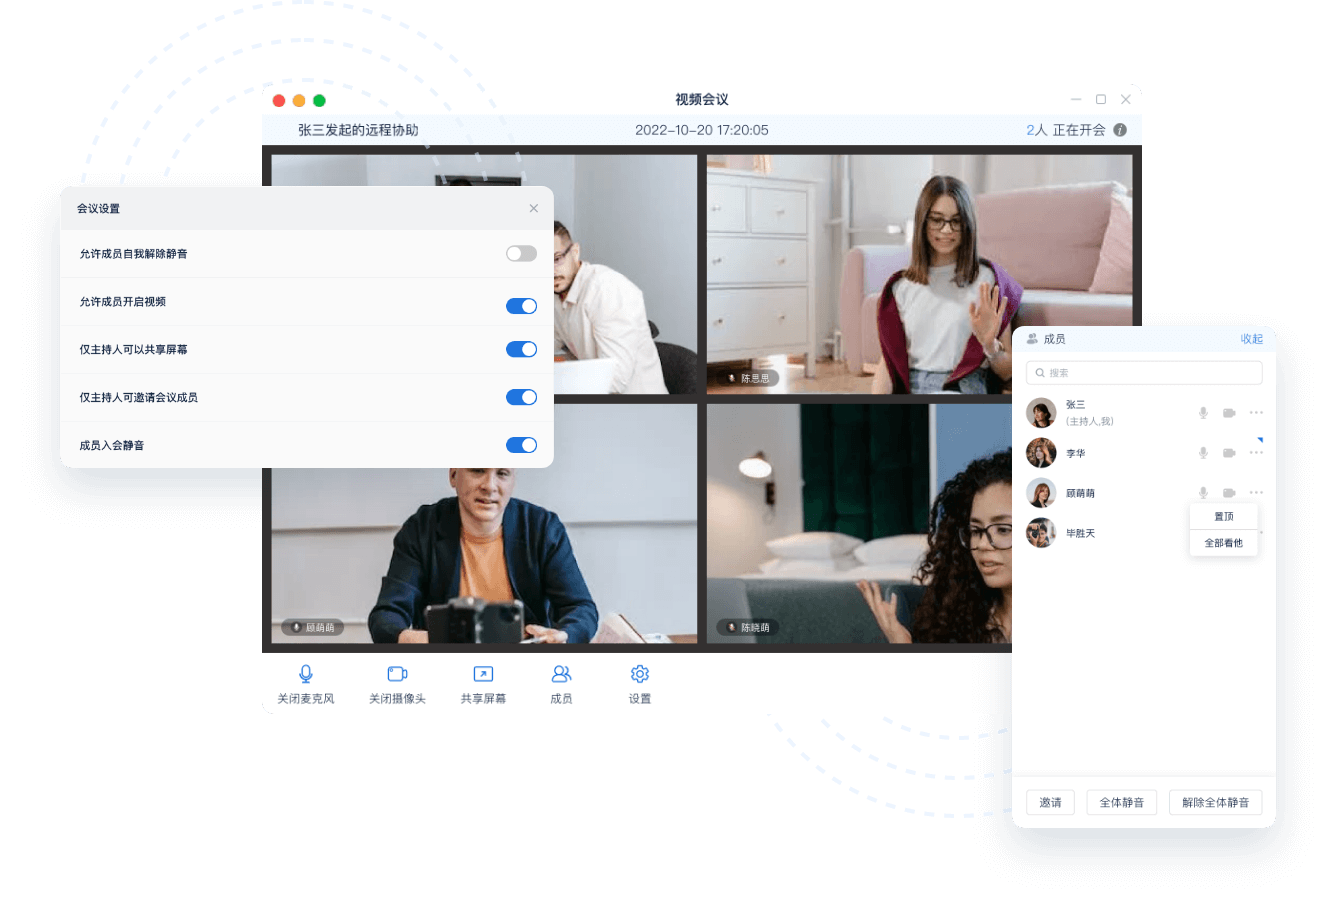 视频会议
张三发起的远程协助
2022-10-20 17:20:05
2人 正在开会
会议设置
允许成员自我解除静音
允许成员开启视频
仅主持人可以共享屏幕
仅主持人可邀请会议成员
成员入会静音
陈思思
顾萌萌
陈晓萌
关闭麦克风
关闭摄像头
共享屏幕
成员
设置
成员
收起
搜索
张三
(主持人,我)
李华
顾萌萌
置顶
毕胜天
全部看他
邀请
全体静音
解除全体静音